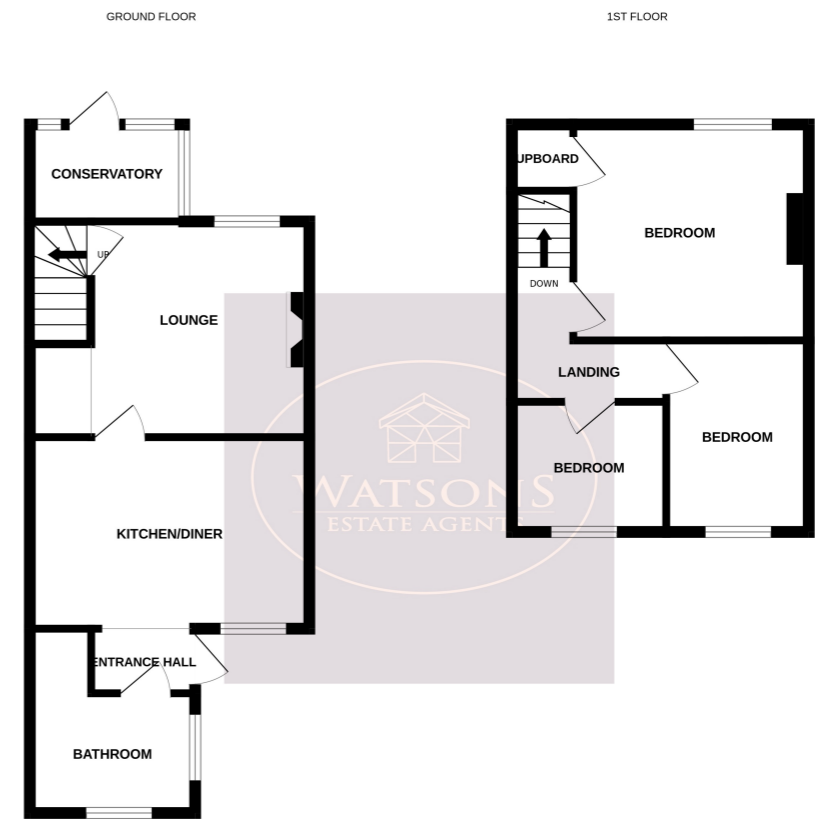 GROUND FLOOR
1ST FLOOR
CONSERVATORY
UP
LOUNGE
KITCHEN/DINER
ENTRANCE HALL
BATHROOM
UPBOARD
BEDROOM
DOWN
LANDING
BEDROOM
BEDROOM
WATSONS
ESTATE AGENTS